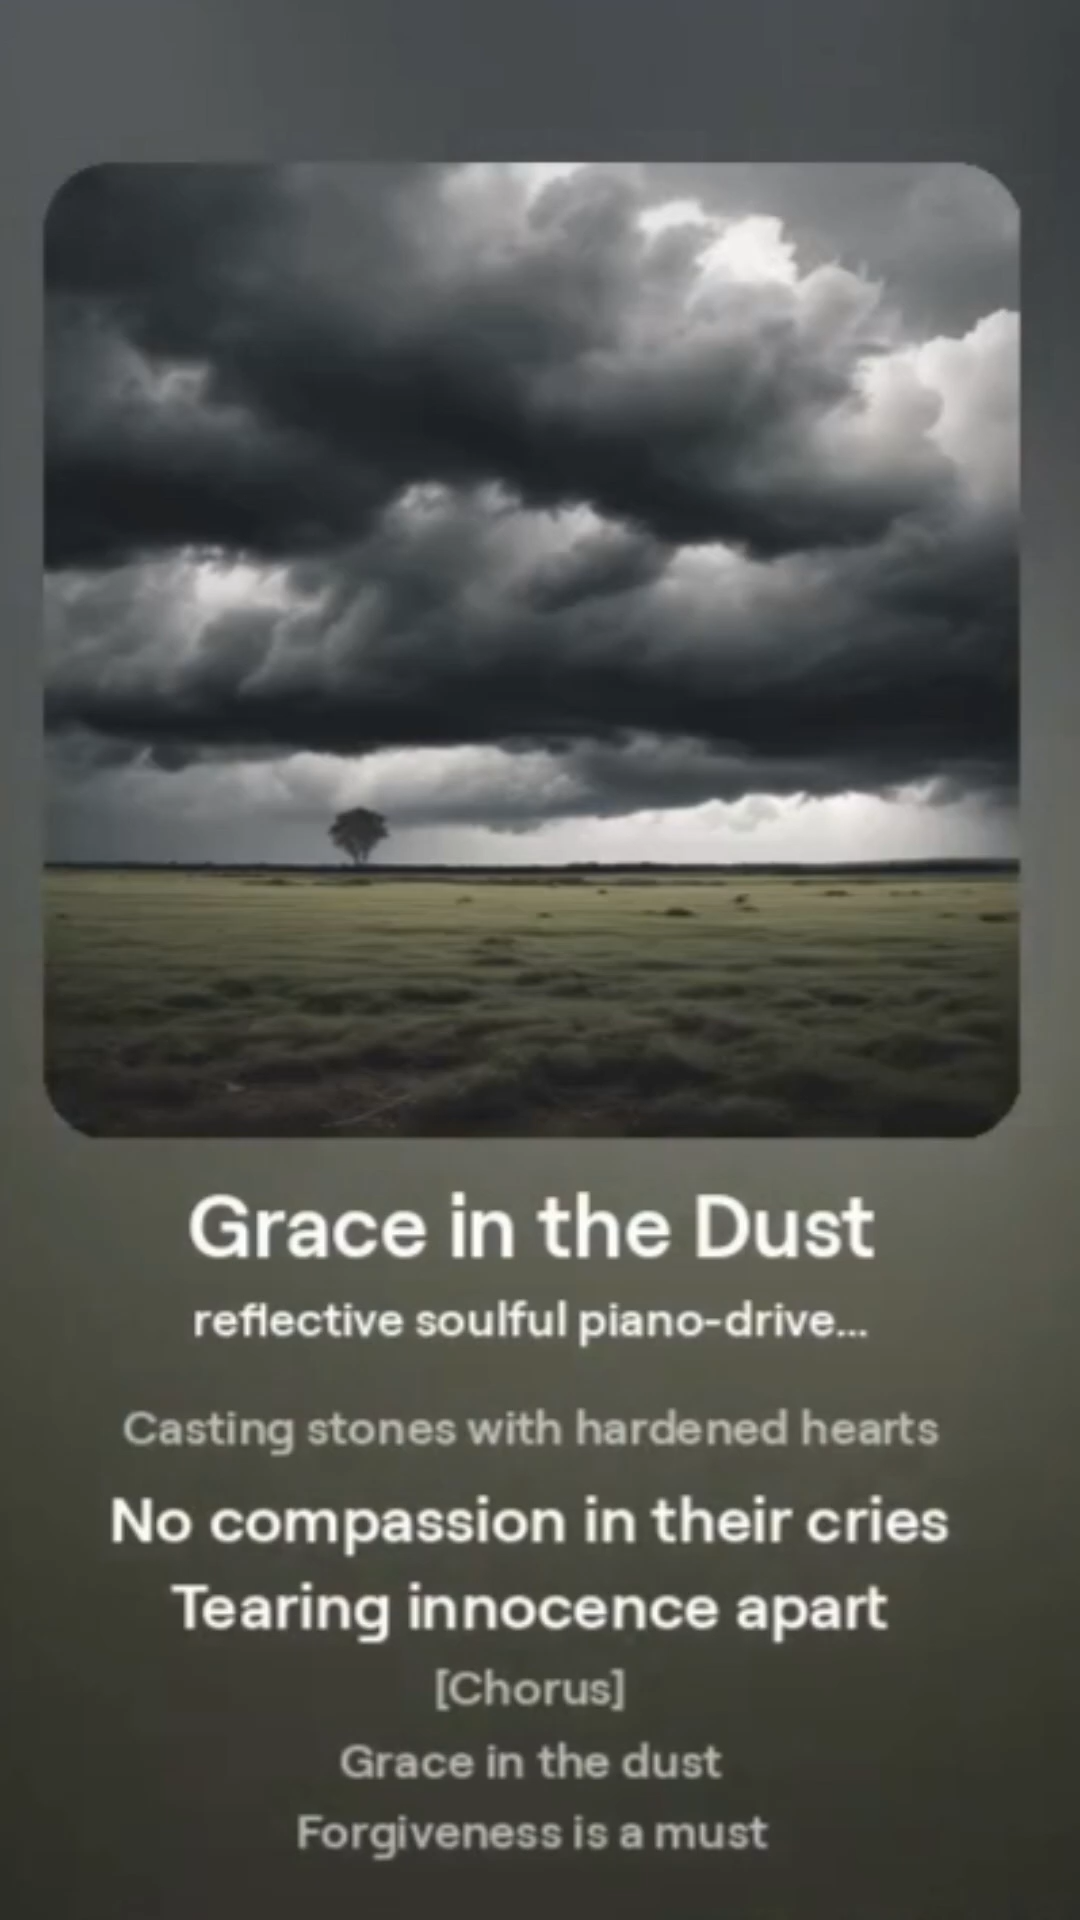 Grace in the Dust
reflective soulful piano-drive...
Casting stones with hardened hearts
No compassion in their cries
Tearing innocence apart
[Chorus]
Grace in the dust
Forgiveness is a must